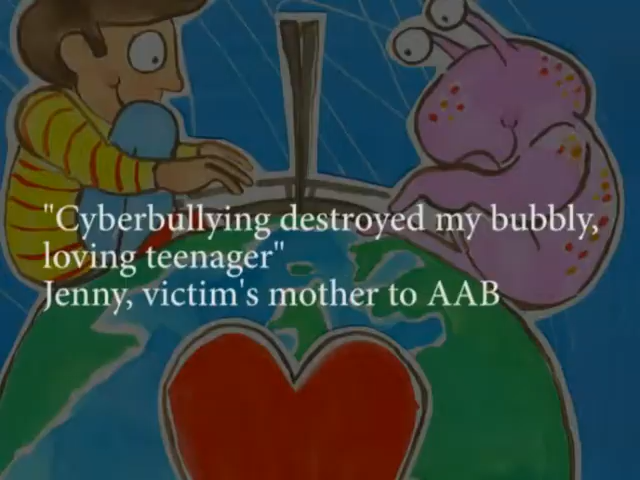 "Cyberbullying destroyed my bubbly,
loving teenager"
Jenny, victim's mother to AAB